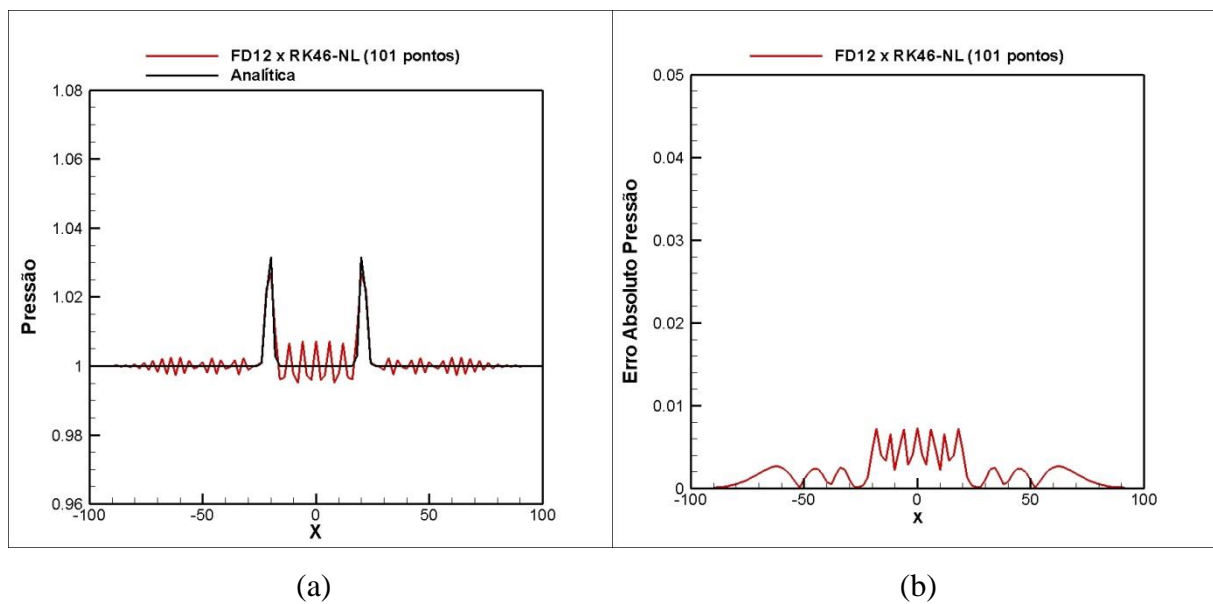 FD12 x RK46-NL (101 pontos)
Analítica
1.08
1.06
1.04
1.02
1
0.98
0.96
Pressão
-100
-50
0
50
100
X
FD12 x RK46-NL (101 pontos)
0.05
0.04
0.03
0.02
0.01
0
Erro Absoluto Pressão
-100
-50
0
50
100
x
(a)
(b)